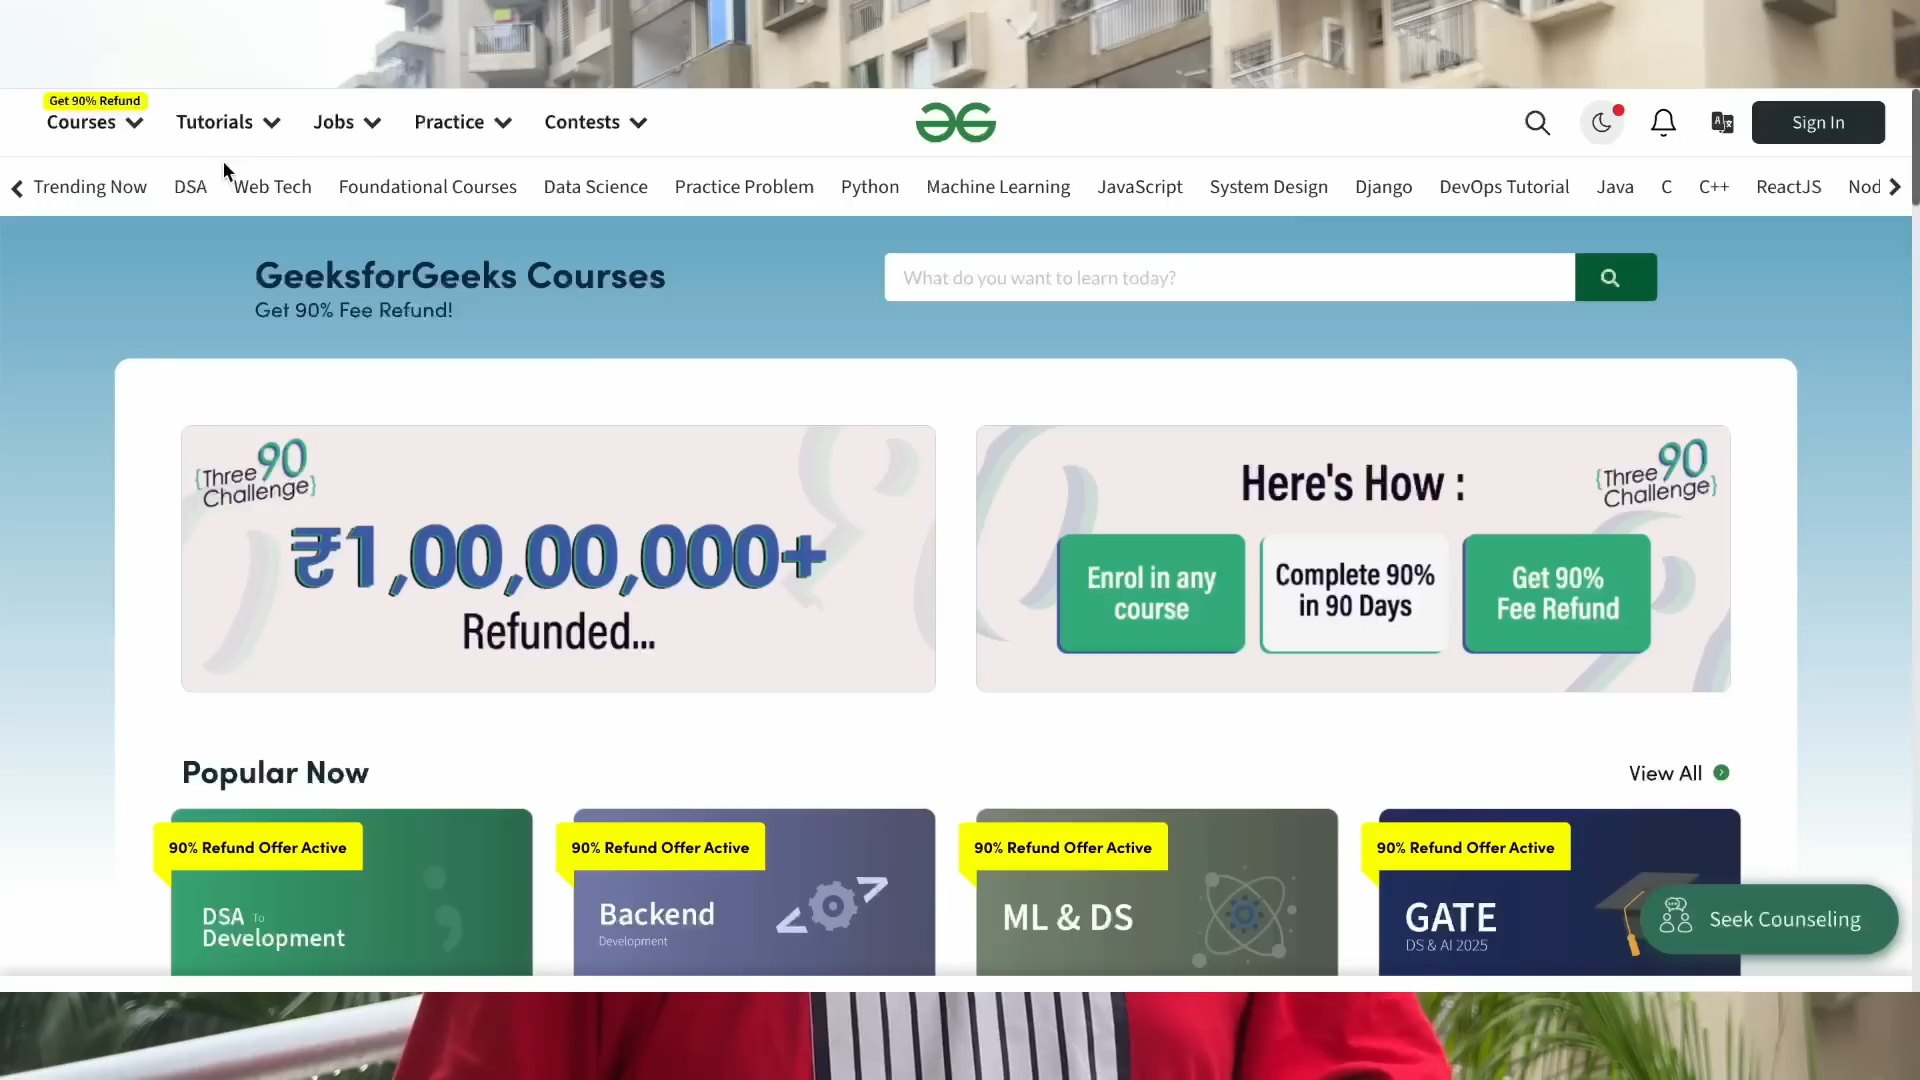 Get 90% Refund
Courses Tutorials Jobs Practice Contests Sign In
Trending Now DSA Web Tech Foundational Courses Data Science Practice Problem Python Machine Learning JavaScript System Design Django DevOps Tutorial Java C C++ ReactJS Nod
GeeksforGeeks Courses
Get 90% Fee Refund!
What do you want to learn today?
{Three 90
Challenge}
₹1,00,00,000+
Refunded...
Here's How :
{Three 90
Challenge}
Enrol in any
course
Complete 90%
in 90 Days
Get 90%
Fee Refund
Popular Now
View All
90% Refund Offer Active
DSA To
Development
90% Refund Offer Active
Backend
Development
90% Refund Offer Active
ML & DS
90% Refund Offer Active
GATE
DS & AI 2025
Seek Counseling